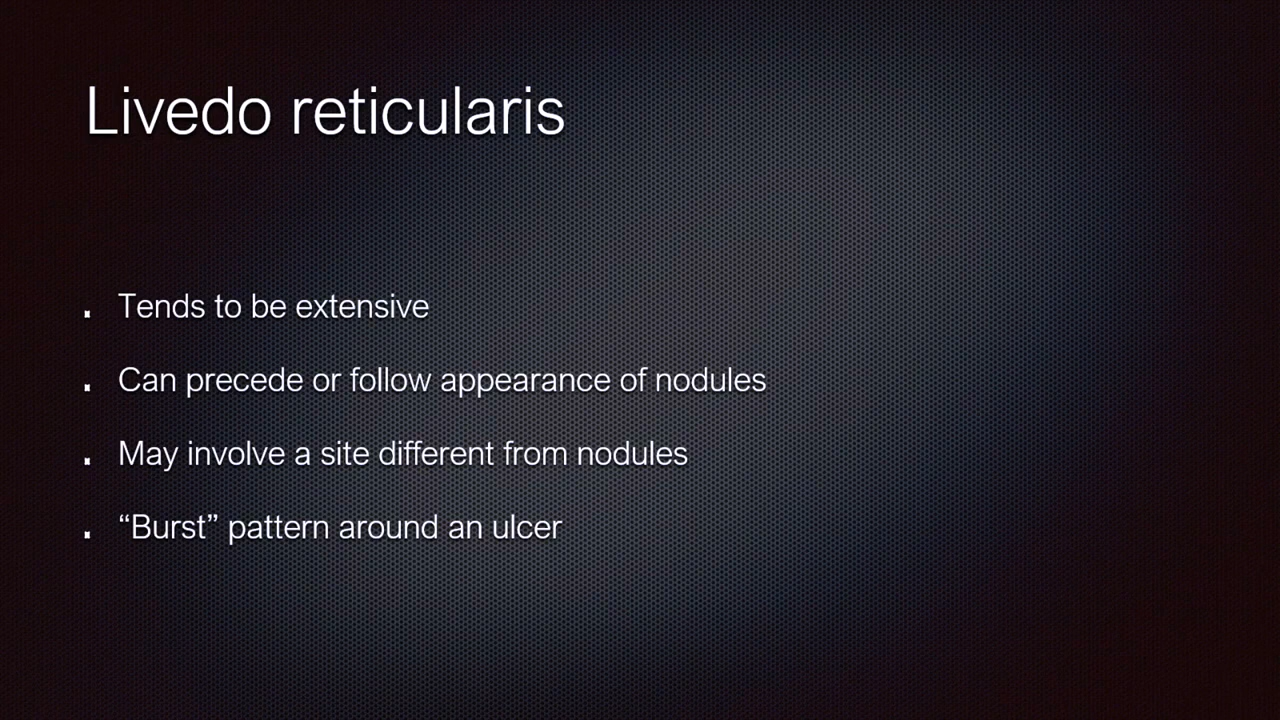 Livedo reticularis
Tends to be extensive
Can precede or follow appearance of nodules
May involve a site different from nodules
“Burst” pattern around an ulcer